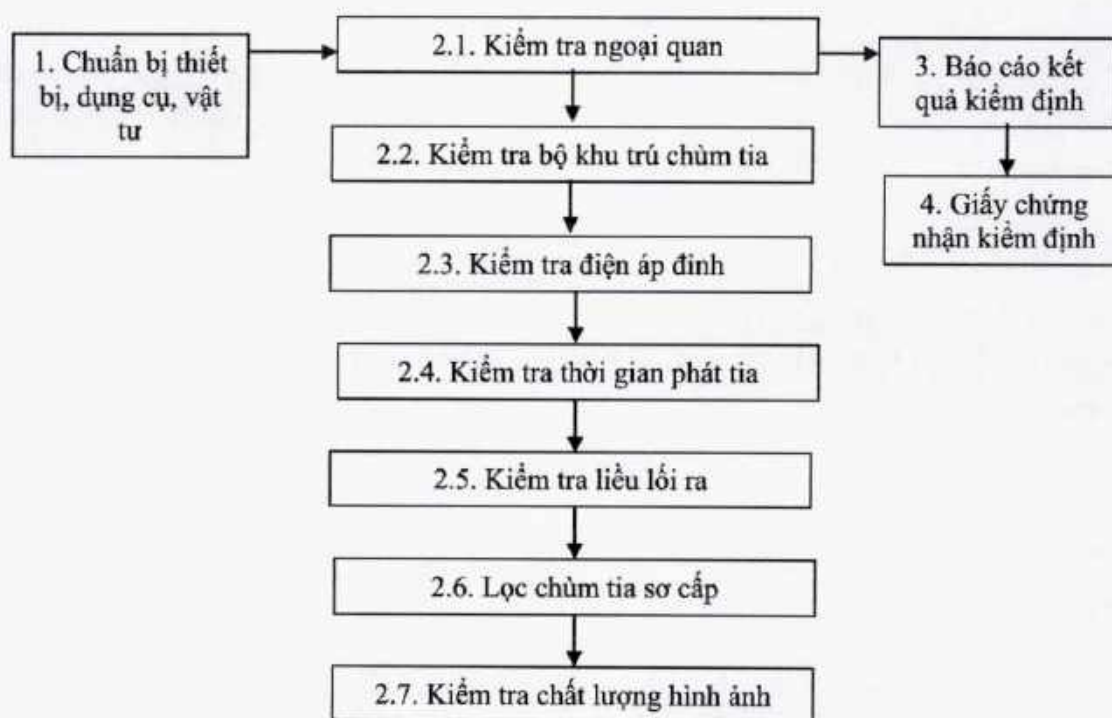 1. Chuẩn bị thiết
bị, dụng cụ, vật
tư
2.1. Kiểm tra ngoại quan
2.2. Kiểm tra bộ khu trú chùm tia
2.3. Kiểm tra điện áp đỉnh
2.4. Kiểm tra thời gian phát tia
2.5. Kiểm tra liều lối ra
2.6. Lọc chùm tia sơ cấp
2.7. Kiểm tra chất lượng hình ảnh
3. Báo cáo kết
quả kiểm định
4. Giấy chứng
nhận kiểm định